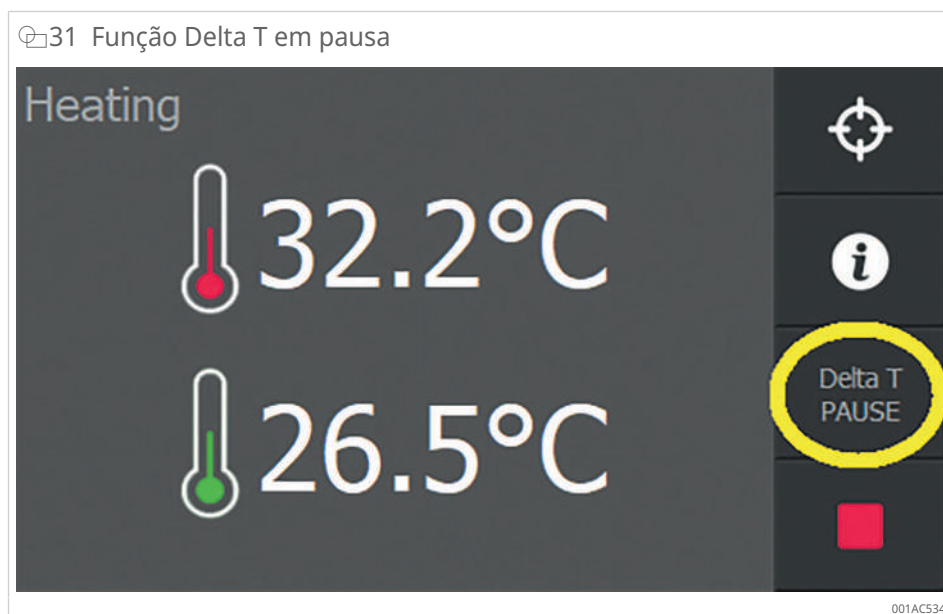 31 Função Delta T em pausa
Heating
32.2°C
26.5°C
i
Delta T
PAUSE
001AC534